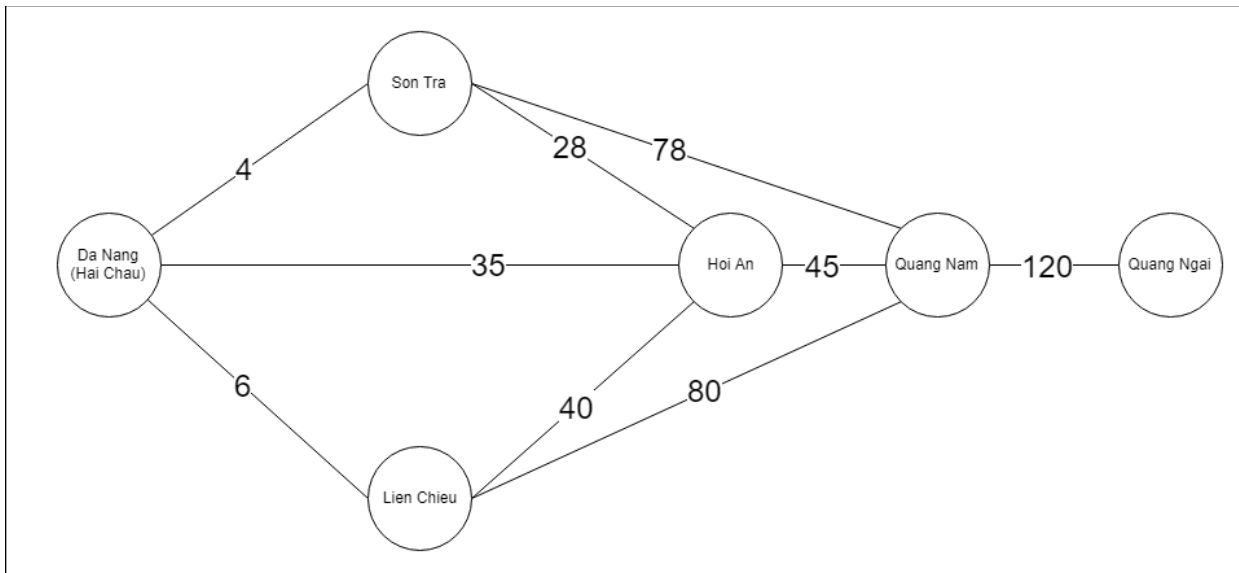 Son Tra
28
78
4
Da Nang
(Hai Chau)
35
Hoi An
45
Quang Nam
120
Quang Ngai
6
40
80
Lien Chieu